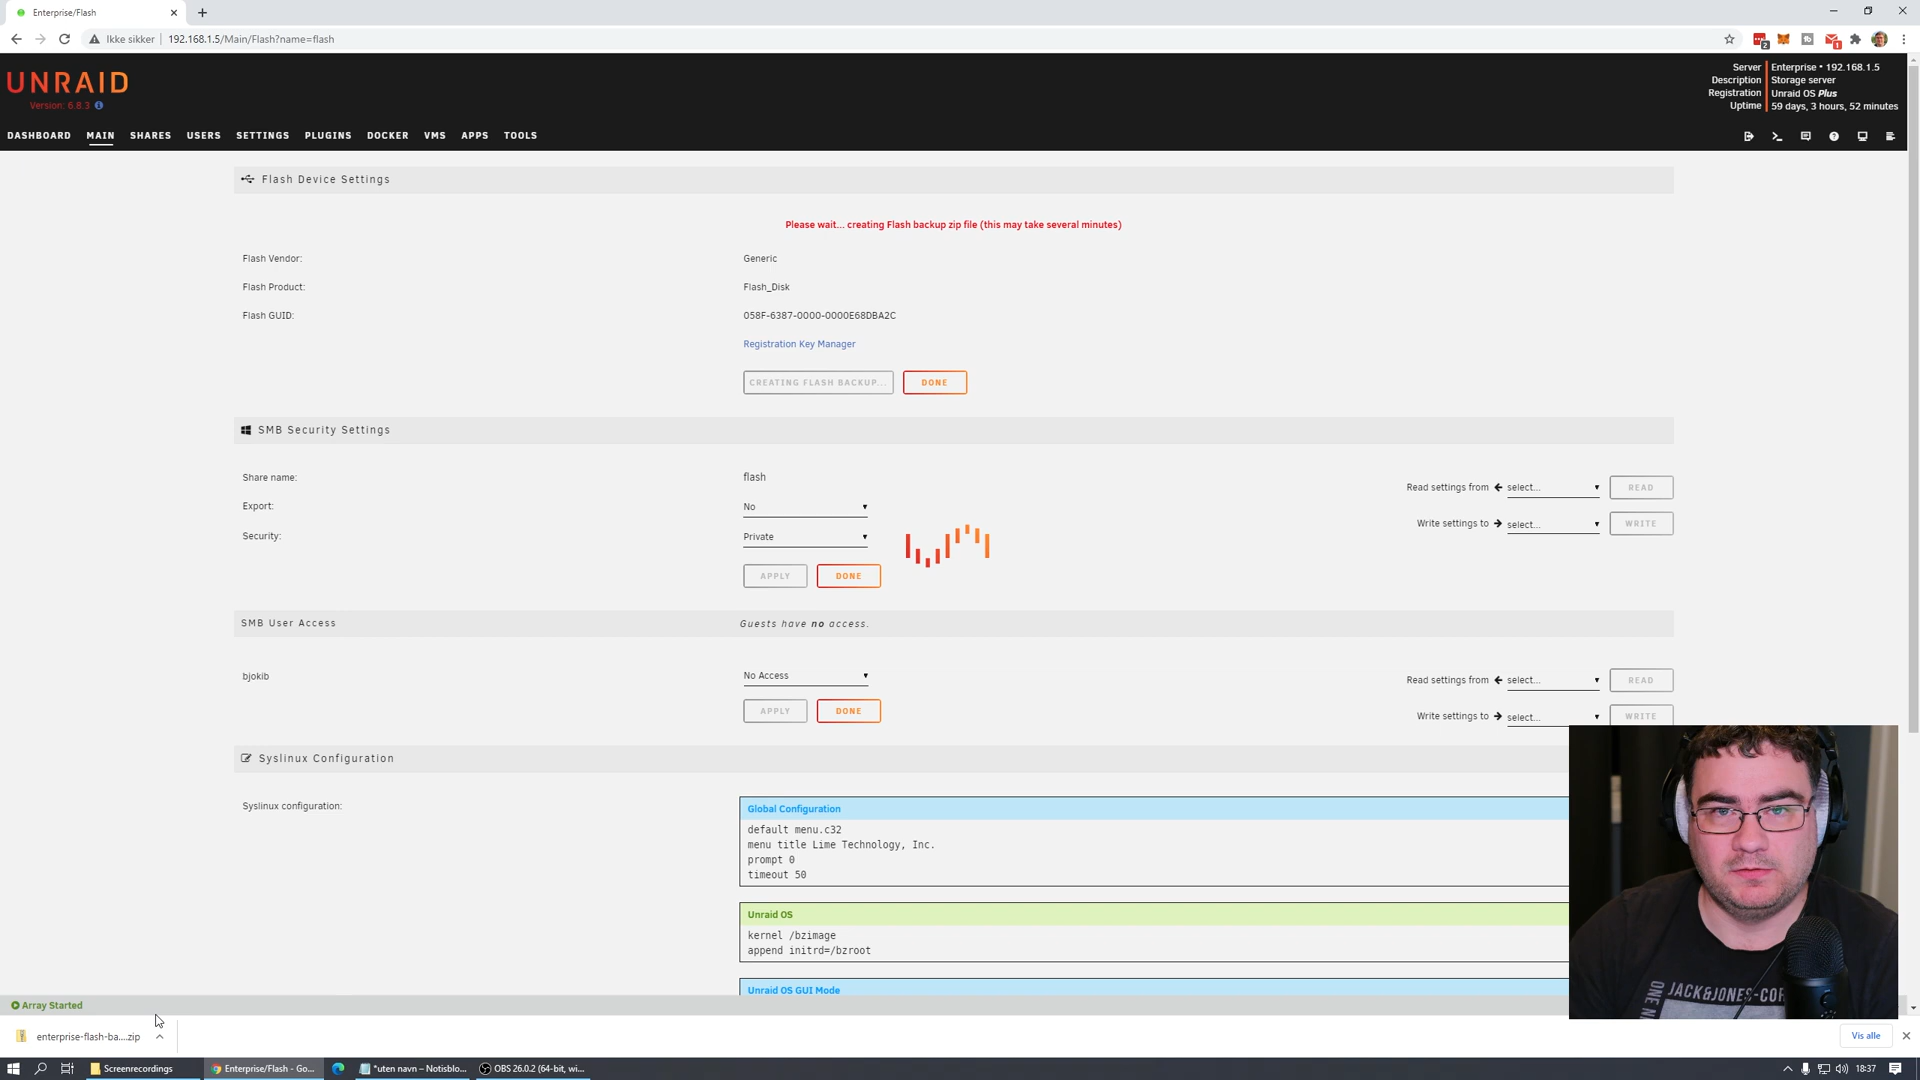 Enterprise/Flash
Ikke sikker
192.168.1.5/Main/Flash?name=flash
2
1
UNRAID
Version: 6.8.3
Server Enterprise • 192.168.1.5
Description Storage server
Registration Unraid OS Plus
Uptime 59 days, 3 hours, 52 minutes
DASHBOARD MAIN SHARES USERS SETTINGS PLUGINS DOCKER VMS APPS TOOLS
Flash Device Settings
Please wait... creating Flash backup zip file (this may take several minutes)
Flash Vendor: Generic
Flash Product: Flash_Disk
Flash GUID: 058F-6387-0000-0000E68DBA2C
Registration Key Manager
CREATING FLASH BACKUP... DONE
SMB Security Settings
Share name: flash
Read settings from select... READ
Export: No
Write settings to select... WRITE
Security: Private
APPLY DONE
SMB User Access Guests have no access.
bjokib No Access
Read settings from select... READ
APPLY DONE
Write settings to select... WRITE
Syslinux Configuration
Syslinux configuration:
Global Configuration
default menu.c32
menu title Lime Technology, Inc.
prompt 0
timeout 50
Unraid OS
kernel /bzimage
append initrd=/bzroot
Unraid OS GUI Mode
JACK&JONES-COR
ONE
Array Started
enterprise-flash-ba....zip
Vis alle
Screenrecordings
Enterprise/Flash - Go...
*uten navn – Notisblo...
OBS 26.0.2 (64-bit, wi...
18:37